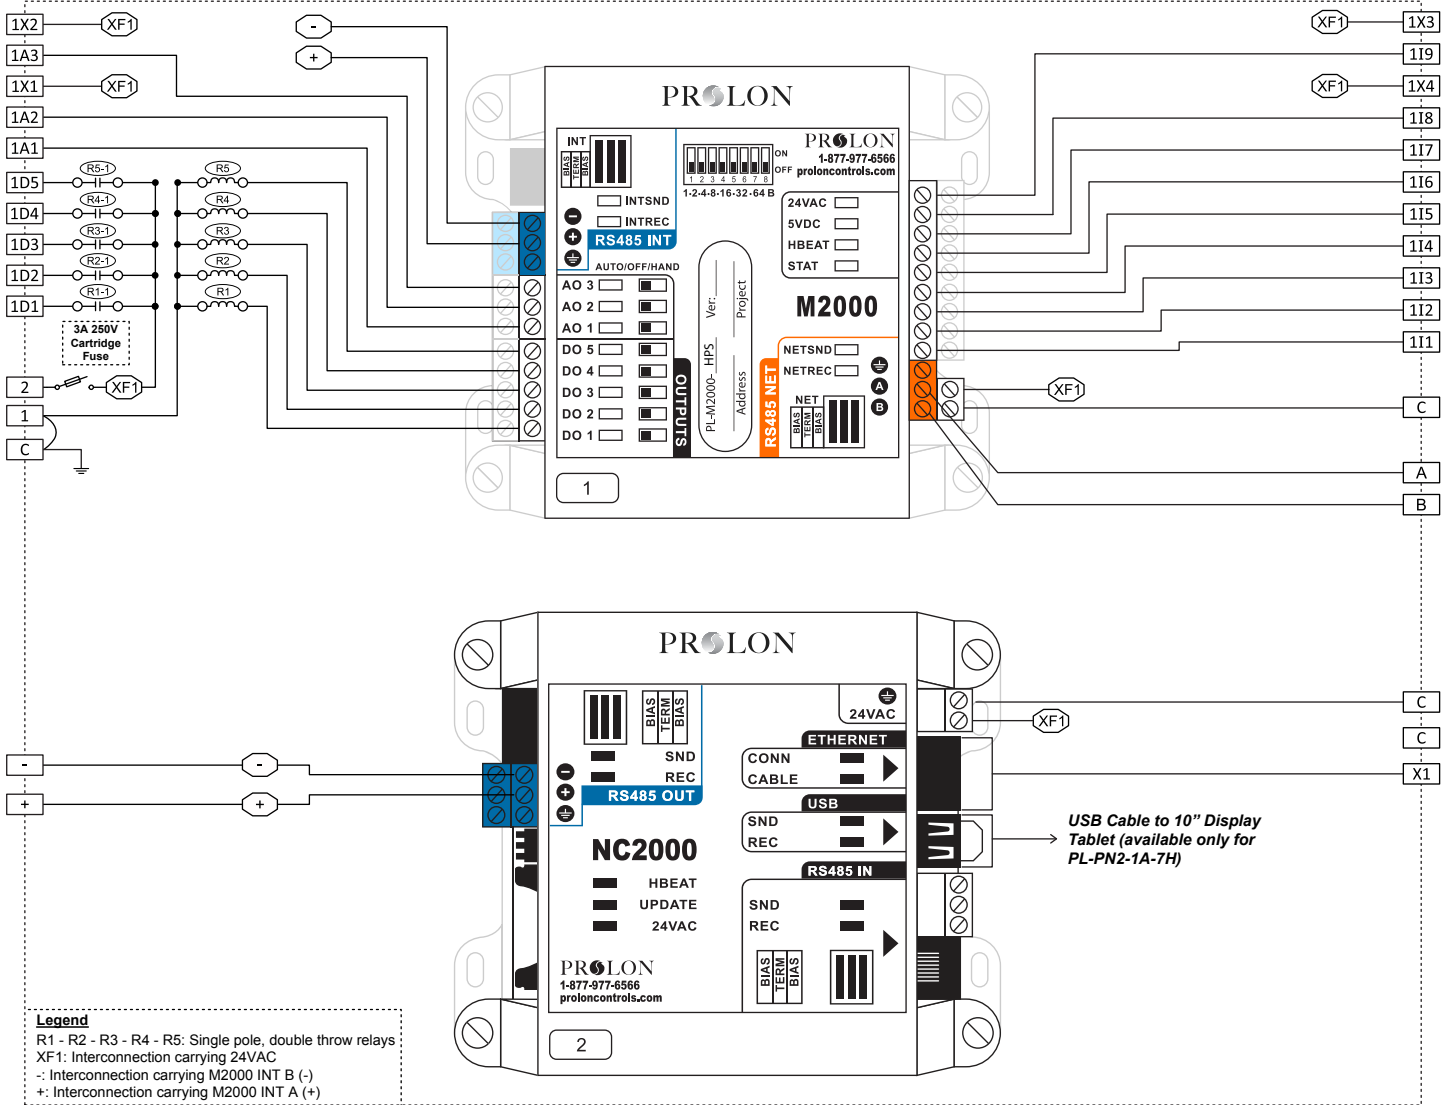 1X2
XF1
1A3
1X1
XF1
1A2
1A1
1D5
R5-1
R5
1D4
R4-1
R4
1D3
R3-1
R3
1D2
R2-1
R2
1D1
R1-1
R1
3A 250V
Cartridge
Fuse
2
XF1
1
C
-
+
PROLON
INT
BIAS
TERM
BIAS
INTSND
INTREC
RS485 INT
1 2 3 4 5 6 7 8
ON
OFF
1-2-4-8-16-32-64 B
PROLON
1-877-977-6566
proloncontrols.com
24VAC
5VDC
HBEAT
STAT
AUTO/OFF/HAND
AO 3
AO 2
AO 1
DO 5
DO 4
DO 3
DO 2
DO 1
OUTPUTS
PL-M2000- HPS Ver:
Address Project
M2000
NETSND
NETREC
RS485 NET
NET
BIAS
TERM
BIAS
A
B
1
XF1
1X3
1I9
XF1
1X4
1I8
1I7
1I6
1I5
1I4
1I3
1I2
1I1
XF1
C
A
B
PROLON
BIAS
TERM
BIAS
SND
REC
RS485 OUT
NC2000
HBEAT
UPDATE
24VAC
PROLON
1-877-977-6566
proloncontrols.com
24VAC
ETHERNET
CONN
CABLE
USB
SND
REC
RS485 IN
SND
REC
BIAS
TERM
BIAS
2
-
-
+
+
C
XF1
C
X1
USB Cable to 10” Display
Tablet (available only for
PL-PN2-1A-7H)
Legend
R1 - R2 - R3 - R4 - R5: Single pole, double throw relays
XF1: Interconnection carrying 24VAC
-: Interconnection carrying M2000 INT B (-)
+: Interconnection carrying M2000 INT A (+)